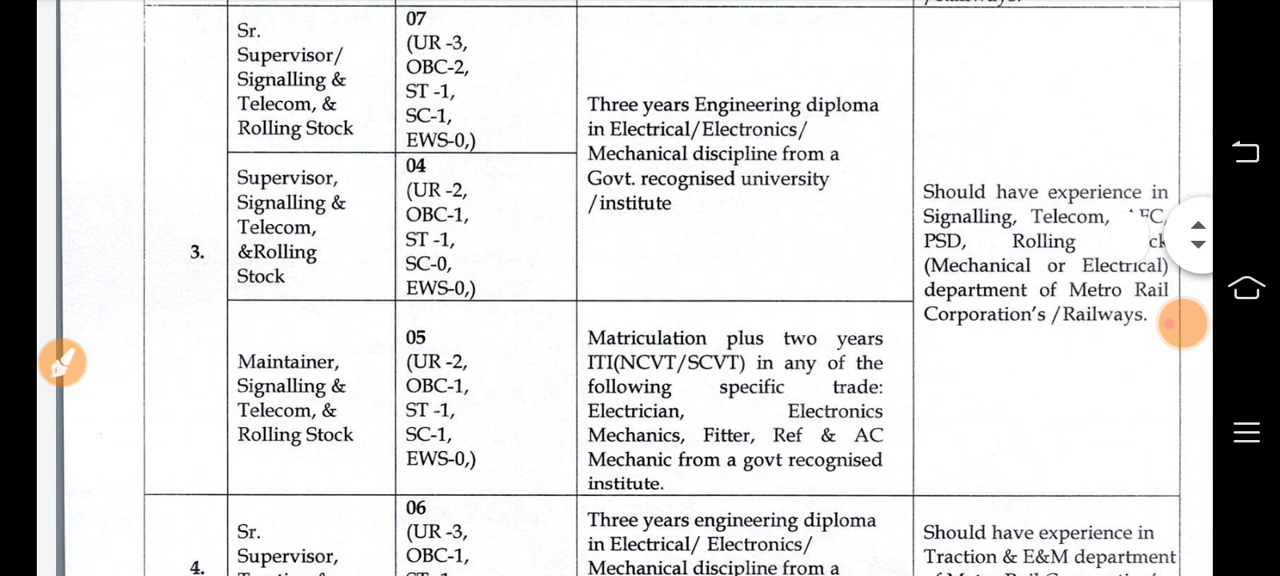 Sr.
Supervisor/
Signalling &
Telecom, &
Rolling Stock
07
(UR -3,
OBC-2,
ST -1,
SC-1,
EWS-0,)
Three years Engineering diploma
in Electrical/Electronics/
Mechanical discipline from a
Govt. recognised university
/institute
3.
Supervisor,
Signalling &
Telecom,
&Rolling
Stock
04
(UR -2,
OBC-1,
ST -1,
SC-0,
EWS-0,)
Should have experience in
Signalling, Telecom,
PSD, Rolling
(Mechanical or Electrical)
department of Metro Rail
Corporation's /Railways.
Maintainer,
Signalling &
Telecom, &
Rolling Stock
05
(UR -2,
OBC-1,
ST -1,
SC-1,
EWS-0,)
Matriculation plus two years
ITI(NCVT/SCVT) in any of the
following specific trade:
Electrician, Electronics
Mechanics, Fitter, Ref & AC
Mechanic from a govt recognised
institute.
4.
Sr.
Supervisor,
06
(UR -3,
OBC-1,
Three years engineering diploma
in Electrical/ Electronics/
Mechanical discipline from a
Should have experience in
Traction & E&M department